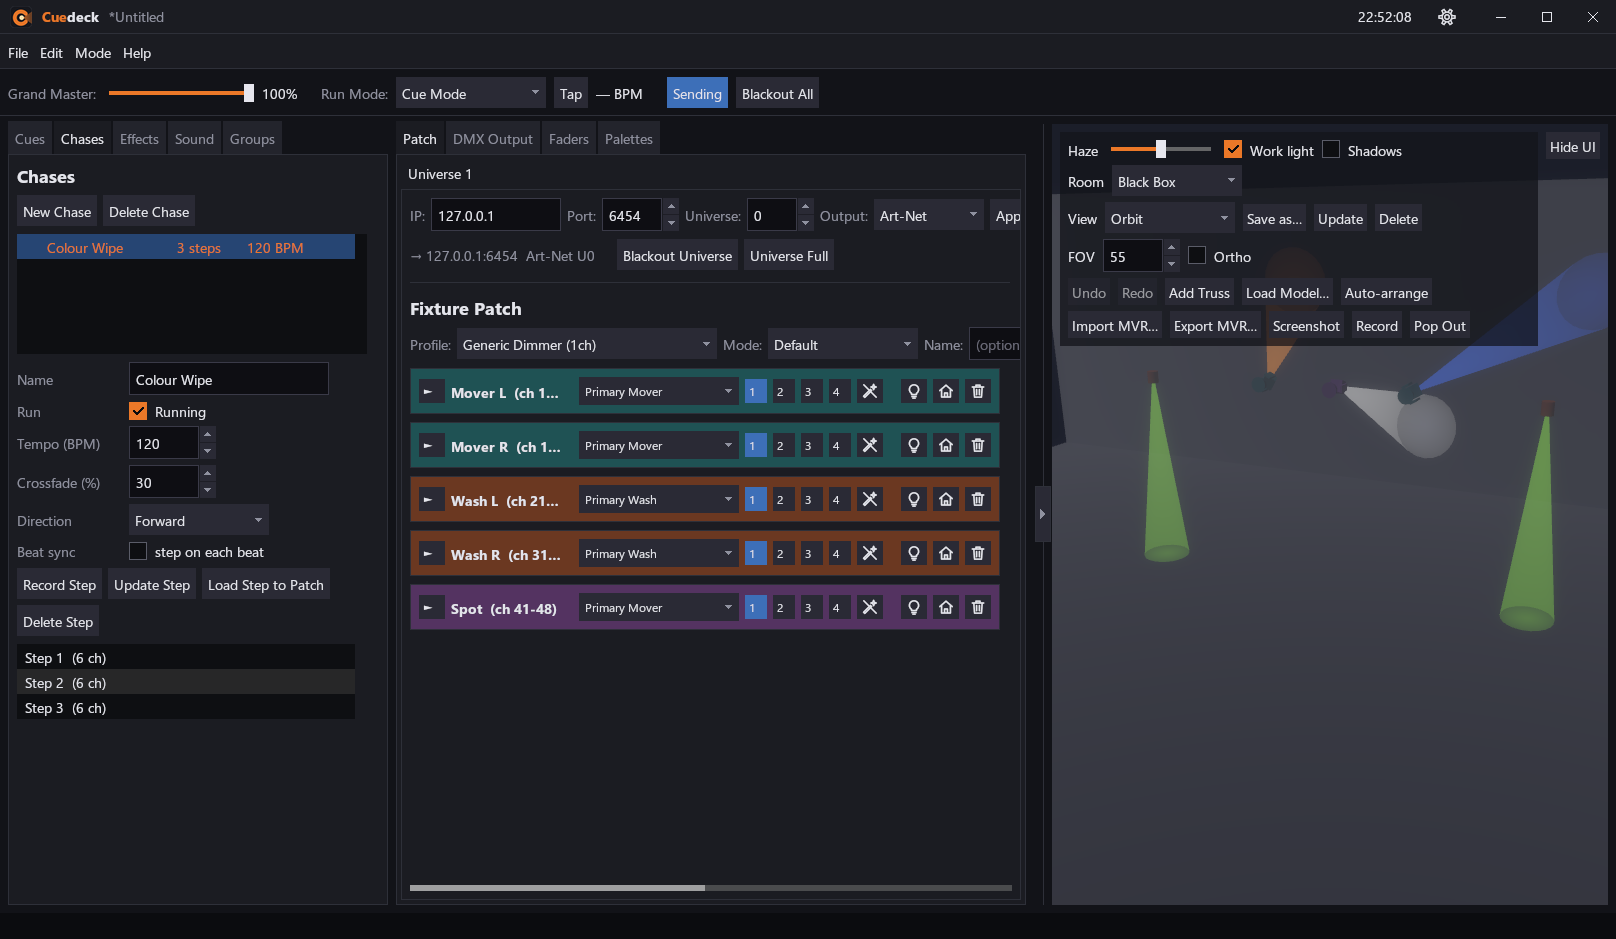 Cuedeck *Untitled 22:52:08
File Edit Mode Help
Grand Master: 100% Run Mode: Cue Mode Tap — BPM Sending Blackout All
Cues Chases Effects Sound Groups
Chases
New Chase Delete Chase
Colour Wipe 3 steps 120 BPM
Name Colour Wipe
Run Running
Tempo (BPM) 120
Crossfade (%) 30
Direction Forward
Beat sync step on each beat
Record Step Update Step Load Step to Patch
Delete Step
Step 1 (6 ch)
Step 2 (6 ch)
Step 3 (6 ch)
Patch DMX Output Faders Palettes
Universe 1
IP: 127.0.0.1 Port: 6454 Universe: 0 Output: Art-Net App
→ 127.0.0.1:6454 Art-Net U0 Blackout Universe Universe Full
Fixture Patch
Profile: Generic Dimmer (1ch) Mode: Default Name: (option
Mover L (ch 1... Primary Mover 1 2 3 4
Mover R (ch 1... Primary Mover 1 2 3 4
Wash L (ch 21... Primary Wash 1 2 3 4
Wash R (ch 31... Primary Wash 1 2 3 4
Spot (ch 41-48) Primary Mover 1 2 3 4
Haze Work light Shadows Hide UI
Room Black Box
View Orbit Save as... Update Delete
FOV 55 Ortho
Undo Redo Add Truss Load Model... Auto-arrange
Import MVR... Export MVR... Screenshot Record Pop Out